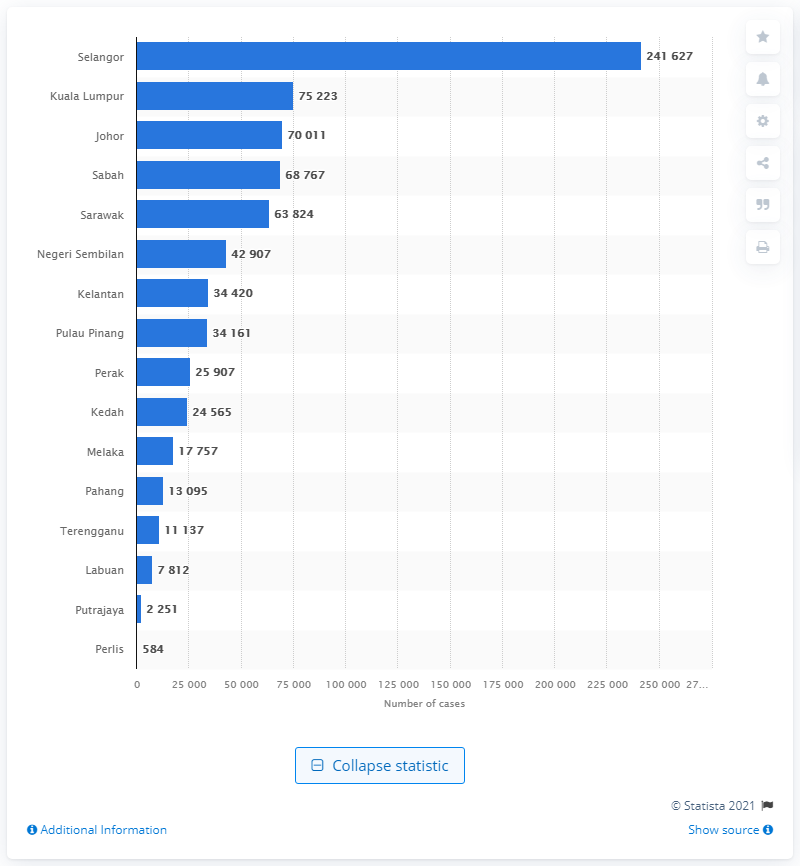 Selangor 241 627
Kuala Lumpur 75 223
Johor 70 011
Sabah 68 767
Sarawak 63 824
Negeri Sembilan 42 907
Kelantan 34 420
Pulau Pinang 34 161
Perak 25 907
Kedah 24 565
Melaka 17 757
Pahang 13 095
Terengganu 11 137
Labuan 7 812
Putrajaya 2 251
Perlis 584
0 25 000 50 000 75 000 100 000 125 000 150 000 175 000 200 000 225 000 250 000 27...
Number of cases
Collapse statistic
© Statista 2021
Additional Information Show source